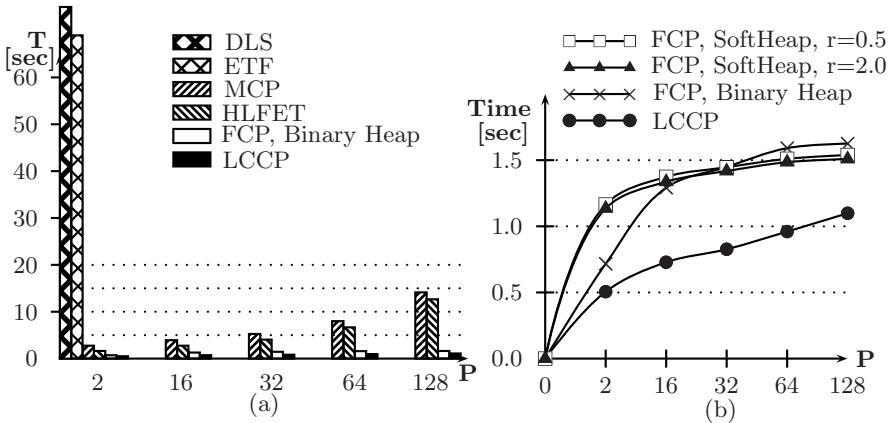 T
[sec]
60
50
40
30
20
10
0
DLS
ETF
MCP
HLFET
FCP, Binary Heap
LCCP
2 16 32 64 128
P
(a)
FCP, SoftHeap, r=0.5
FCP, SoftHeap, r=2.0
FCP, Binary Heap
LCCP
Time
[sec]
1.5
1.0
0.5
0.0
0 2 16 32 64 128
P
(b)